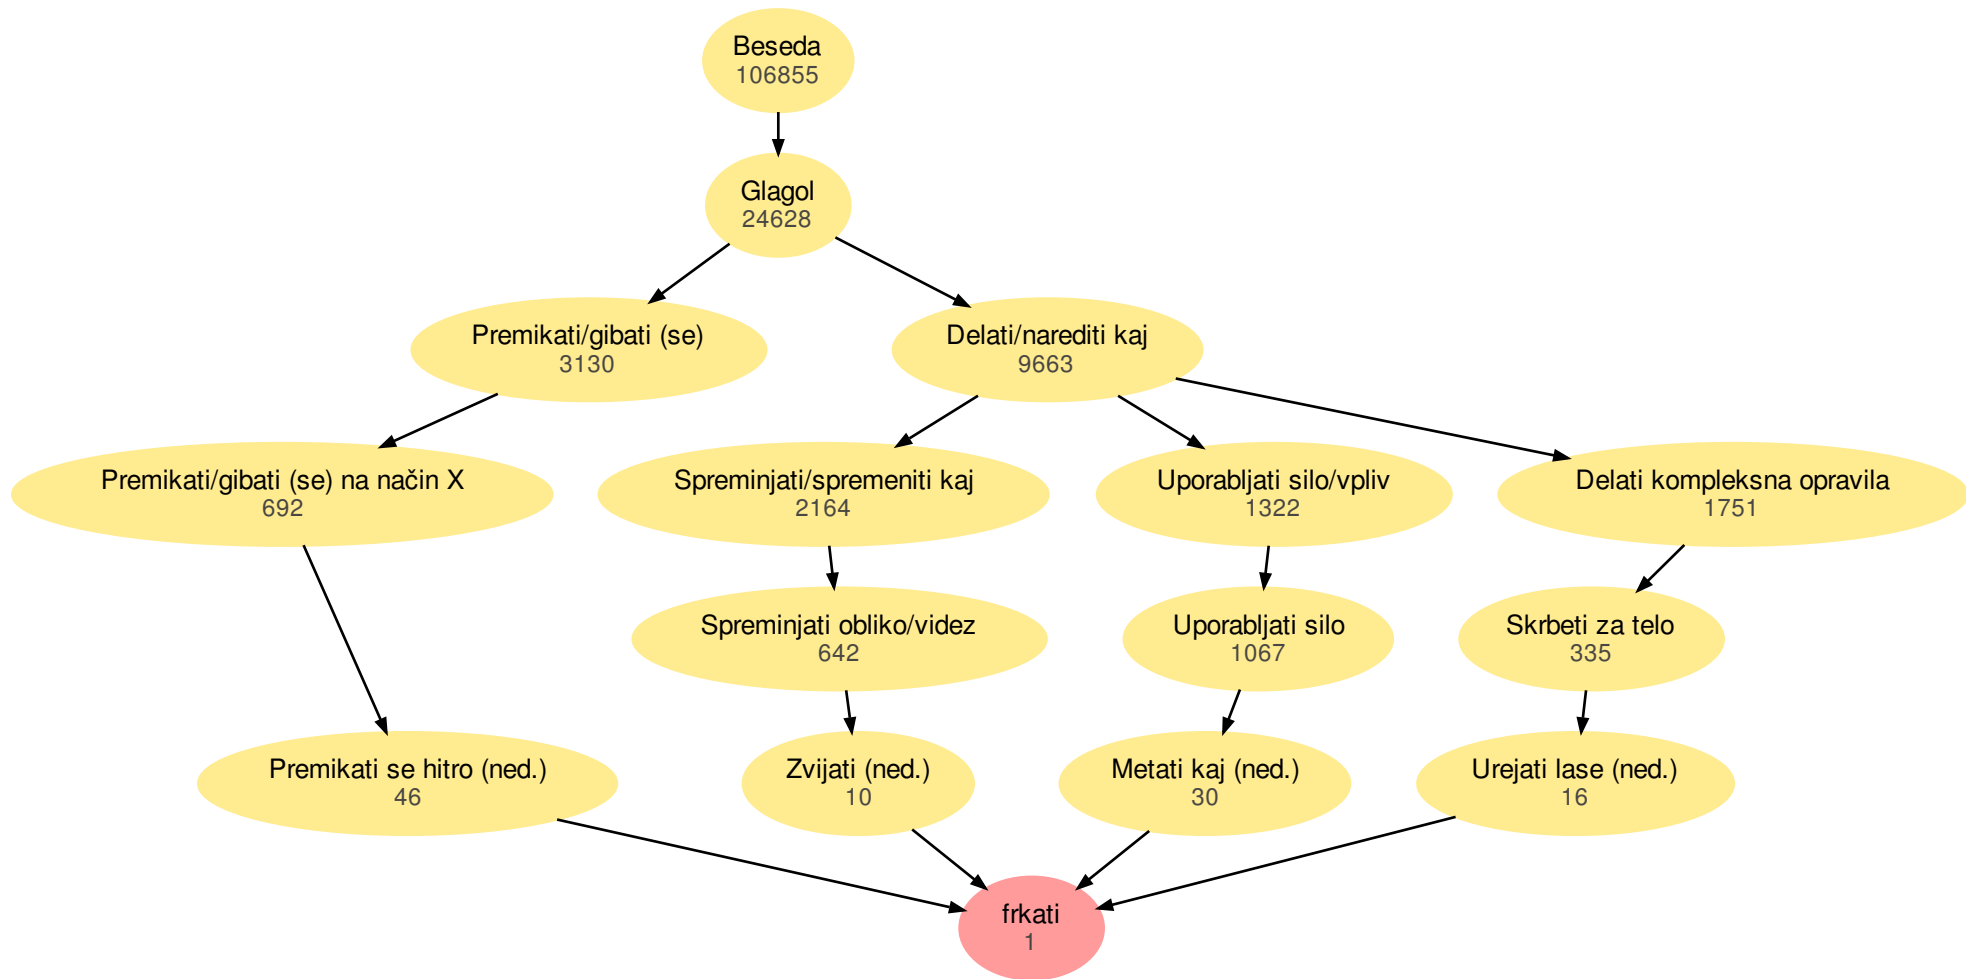 Beseda
106855
Glagol
24628
Premikati/gibati (se)
3130
Delati/narediti kaj
9663
Premikati/gibati (se) na način X
692
Spreminjati/spremeniti kaj
2164
Uporabljati silo/vpliv
1322
Delati kompleksna opravila
1751
Spreminjati obliko/videz
642
Uporabljati silo
1067
Skrbeti za telo
335
Premikati se hitro (ned.)
46
Zvijati (ned.)
10
Metati kaj (ned.)
30
Urejati lase (ned.)
16
frkati
1